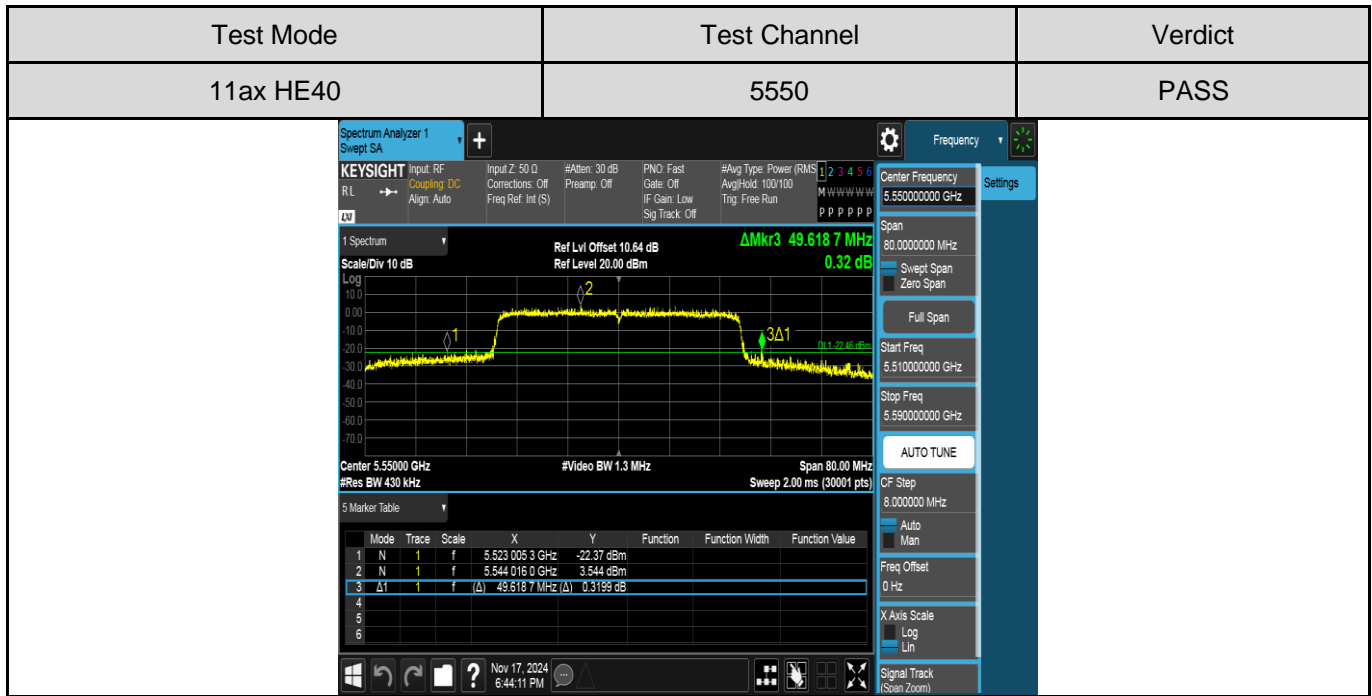 Test Mode Test Channel Verdict
11ax HE40 5550 PASS
Spectrum Analyzer 1
Swept SA
+
Frequency
KEYSIGHT Input: RF Input Z: 50 Ω #Atten: 30 dB PNO: Fast #Avg Type: Power (RMS 1 2 3 4 5 6
RL Coupling: DC Corrections: Off Preamp: Off Gate: Off Avg|Hold: 100/100 M W W W W W
Align: Auto Freq Ref: Int (S) IF Gain: Low Trig: Free Run
LXI Sig Track: Off P P P P P P
1 Spectrum Ref Lvl Offset 10.64 dB ΔMkr3 49.618 7 MHz
Scale/Div 10 dB Ref Level 20.00 dBm 0.32 dB
Log
10.0
0.00
-10.0
-20.0
-30.0
-40.0
-50.0
-60.0
-70.0
1
2
3Δ1
DL1 -22.46 dBm
Center 5.55000 GHz #Video BW 1.3 MHz Span 80.00 MHz
#Res BW 430 kHz Sweep 2.00 ms (30001 pts)
5 Marker Table
Mode Trace Scale X Y Function Function Width Function Value
1 N 1 f 5.523 005 3 GHz -22.37 dBm
2 N 1 f 5.544 016 0 GHz 3.544 dBm
3 Δ1 1 f (Δ) 49.618 7 MHz (Δ) 0.3199 dB
4
5
6
? Nov 17, 2024
6:44:11 PM
Center Frequency
5.550000000 GHz
Settings
Span
80.0000000 MHz
Swept Span
Zero Span
Full Span
Start Freq
5.510000000 GHz
Stop Freq
5.590000000 GHz
AUTO TUNE
CF Step
8.000000 MHz
Auto
Man
Freq Offset
0 Hz
X Axis Scale
Log
Lin
Signal Track
(Span Zoom)